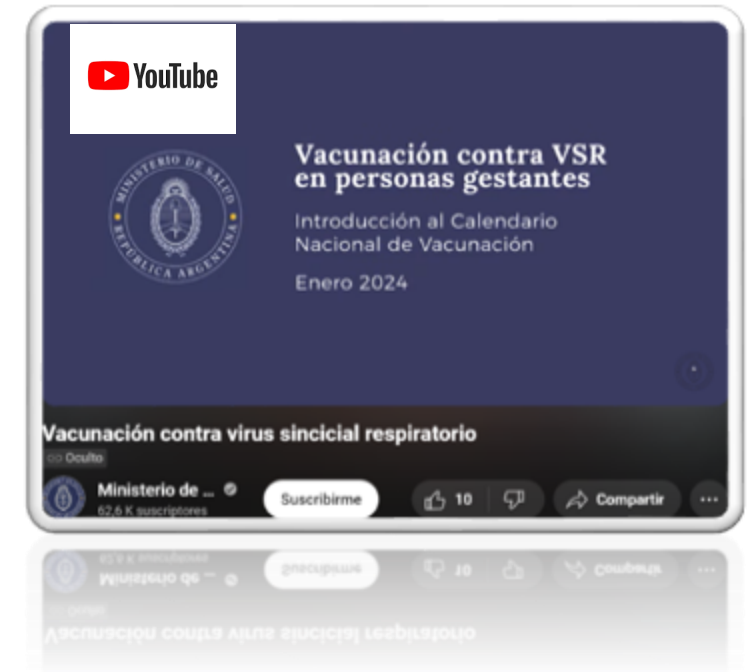 YouTube
MINISTERIO DE SALUD
REPÚBLICA ARGENTINA
Vacunación contra VSR
en personas gestantes
Introducción al Calendario
Nacional de Vacunación
Enero 2024
Vacunación contra virus sincicial respiratorio
Oculto
Ministerio de ...
62,6 K suscriptores
Suscribirme
10
Compartir
...